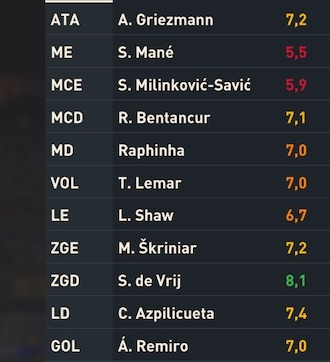 ATA A. Griezmann 7,2
ME S. Mané 5,5
MCE S. Milinković-Savić 5,9
MCD R. Bentancur 7,1
MD Raphinha 7,0
VOL T. Lemar 7,0
LE L. Shaw 6,7
ZGE M. Škriniar 7,2
ZGD S. de Vrij 8,1
LD C. Azpilicueta 7,4
GOL Á. Remiro 7,0